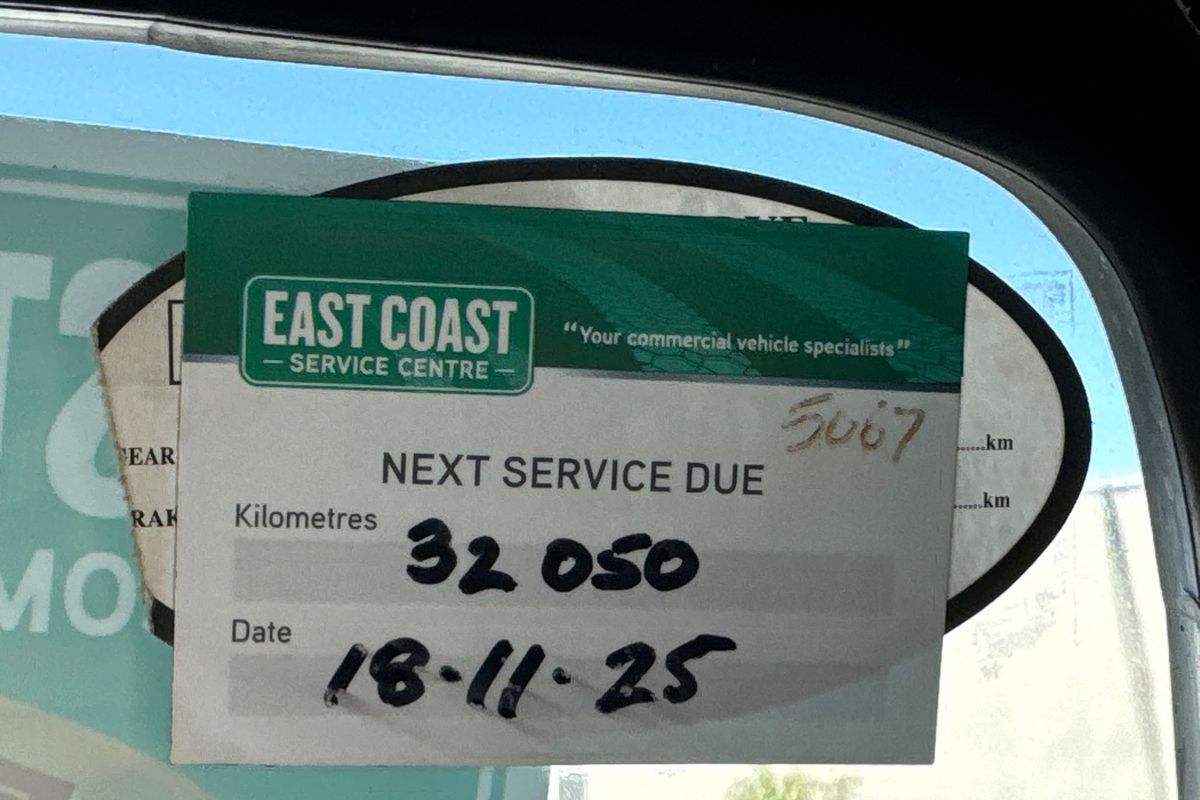 EAST COAST
SERVICE CENTRE
“Your commercial vehicle specialists”
5067
NEXT SERVICE DUE
Kilometres
32 050
Date
18·11·25
......km
......km
MO